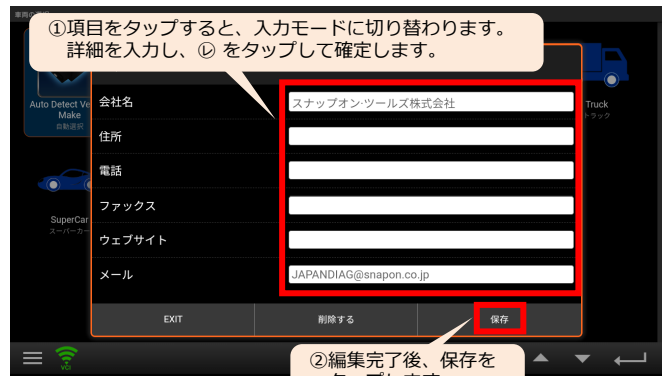 車両の選択
①項目をタップすると、入力モードに切り替わります。
詳細を入力し、㋹ をタップして確定します。
Auto Detect Ve
Make
自動選択
Truck
トラック
SuperCar
スーパーカー
会社名
スナップオン·ツールズ株式会社
住所
電話
ファックス
ウェブサイト
メール
JAPANDIAG@snapon.co.jp
EXIT
削除する
保存
VCI
②編集完了後、保存を